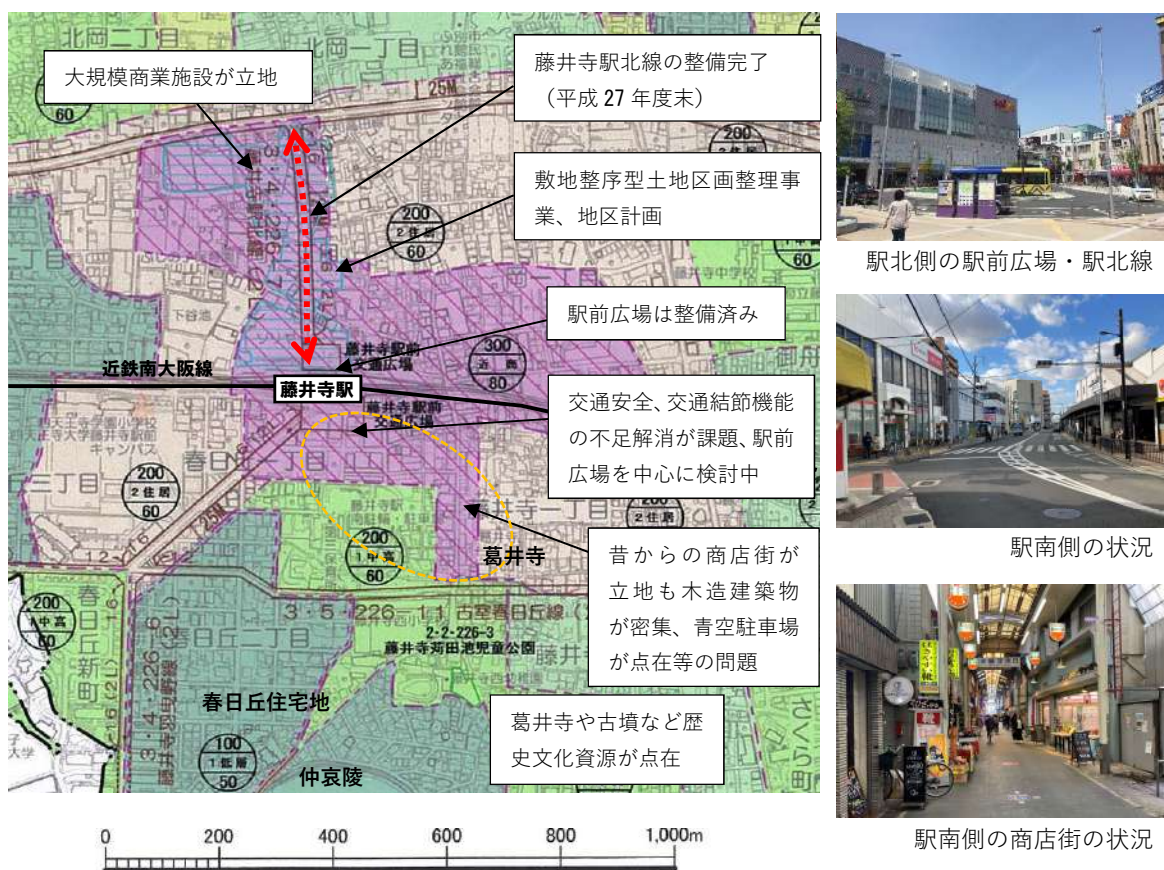 北岡二丁目
北岡一丁目
大規模商業施設が立地
藤井寺駅北線の整備完了
（平成 27 年度末）
敷地整序型土地区画整理事
業、地区計画
駅前広場は整備済み
交通安全、交通結節機能
の不足解消が課題、駅前
広場を中心に検討中
昔からの商店街が
立地も木造建築物
が密集、青空駐車場
が点在等の問題
葛井寺や古墳など歴
史文化資源が点在
60
25M
200
60
200
2住居
60
下谷池
藤井寺駅前
交通広場
300
近商
80
近鉄南大阪線
藤井寺駅
藤井寺駅前
200
2住居
60
200
1中高
60
葛井寺
2住居
3・5・226―11 古室春日丘線
2・2・226-3
藤井寺苅田池児童公園
200
1中高
60
春日丘新町
春日丘二丁目
春日丘住宅地
100
1低層
50
仲哀陵
0 200 400 600 800 1,000m
駅北側の駅前広場・駅北線
駅南側の状況
駅南側の商店街の状況